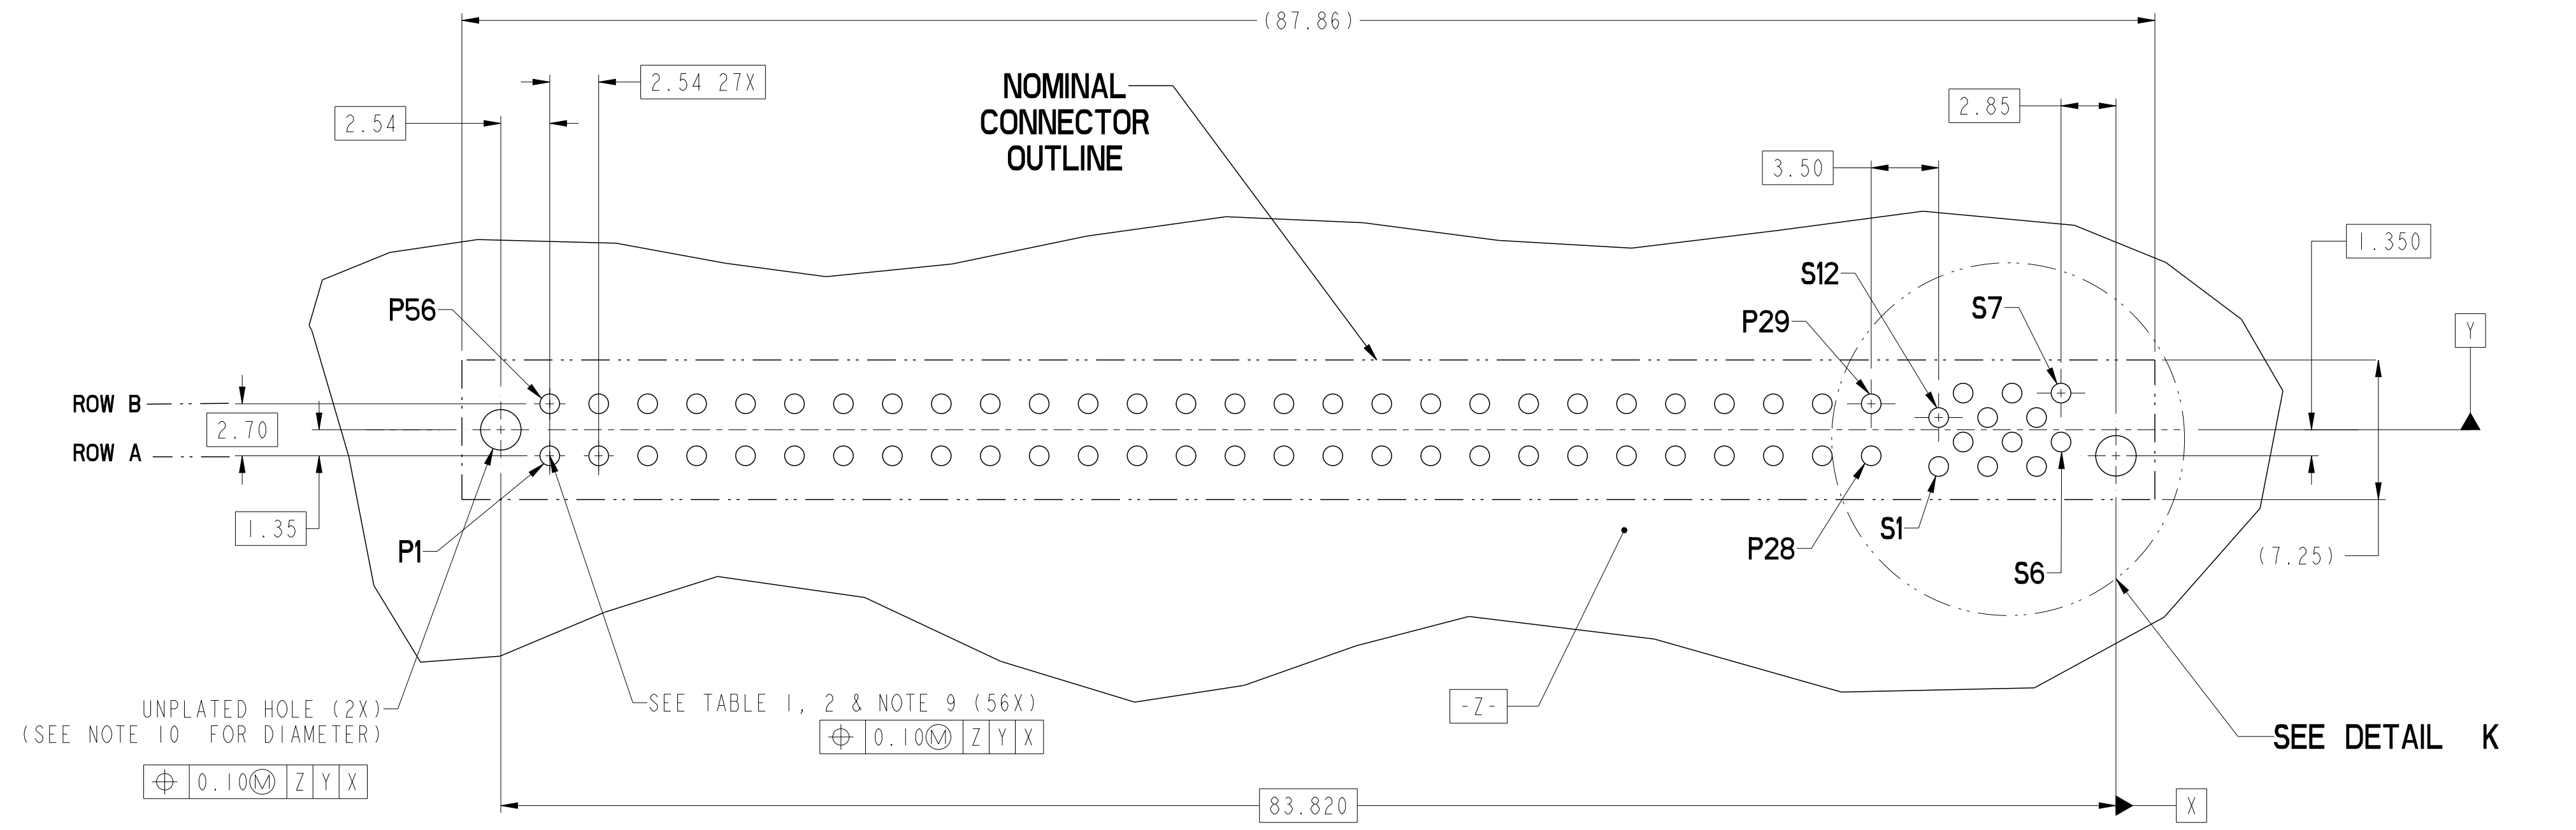 (87.86)
2.54 27X
2.54
NOMINAL
CONNECTOR
OUTLINE
2.85
3.50
1.350
S12
S7
P56
P29
Y
ROW B
2.70
ROW A
1.35
P1
S1
P28
S6
(7.25)
UNPLATED HOLE (2X)
(SEE NOTE 10 FOR DIAMETER)
⌖ 0.10Ⓜ Z Y X
SEE TABLE 1, 2 & NOTE 9 (56X)
⌖ 0.10Ⓜ Z Y X
-Z-
SEE DETAIL K
83.820
X